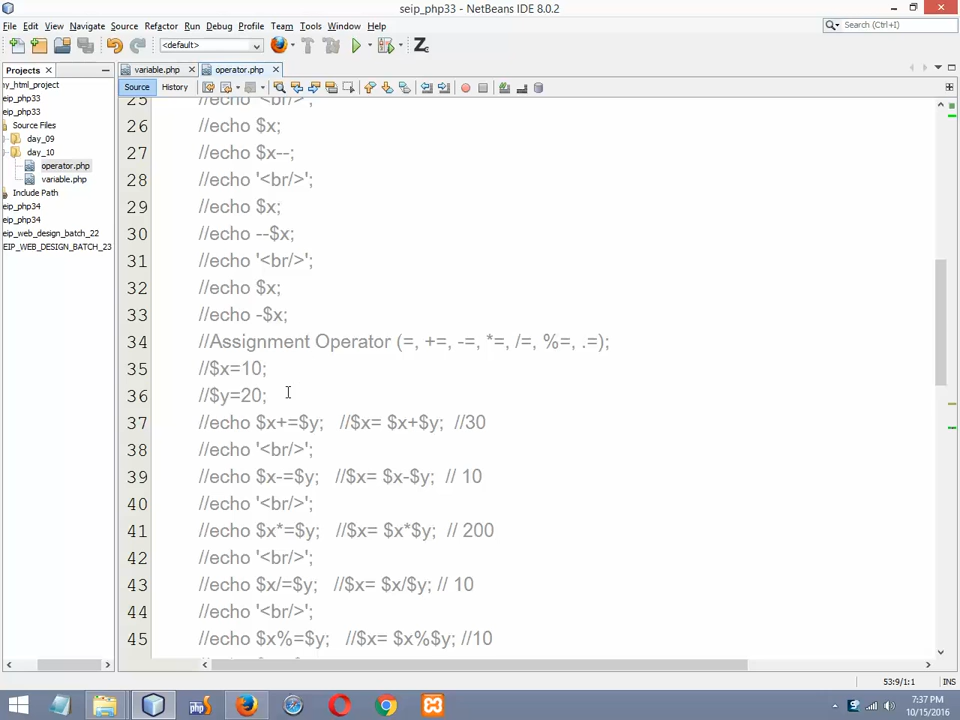 seip_php33 - NetBeans IDE 8.0.2
File Edit View Navigate Source Refactor Run Debug Profile Team Tools Window Help
Search (Ctrl+I)
<default>
Projects
variable.php
operator.php
Source History
ny_html_project
eip_php33
eip_php33
Source Files
day_09
day_10
operator.php
variable.php
Include Path
eip_php34
eip_php34
eip_web_design_batch_22
EIP_WEB_DESIGN_BATCH_23
25 //echo '<br/>';
26 //echo $x;
27 //echo $x--;
28 //echo '<br/>';
29 //echo $x;
30 //echo --$x;
31 //echo '<br/>';
32 //echo $x;
33 //echo -$x;
34 //Assignment Operator (=, +=, -=, *=, /=, %=, .=);
35 //$x=10;
36 //$y=20;
37 //echo $x+=$y; //$x= $x+$y; //30
38 //echo '<br/>';
39 //echo $x-=$y; //$x= $x-$y; // 10
40 //echo '<br/>';
41 //echo $x*=$y; //$x= $x*$y; // 200
42 //echo '<br/>';
43 //echo $x/=$y; //$x= $x/$y; // 10
44 //echo '<br/>';
45 //echo $x%=$y; //$x= $x%$y; //10
53:9/1:1 INS
php
7:37 PM
10/15/2016